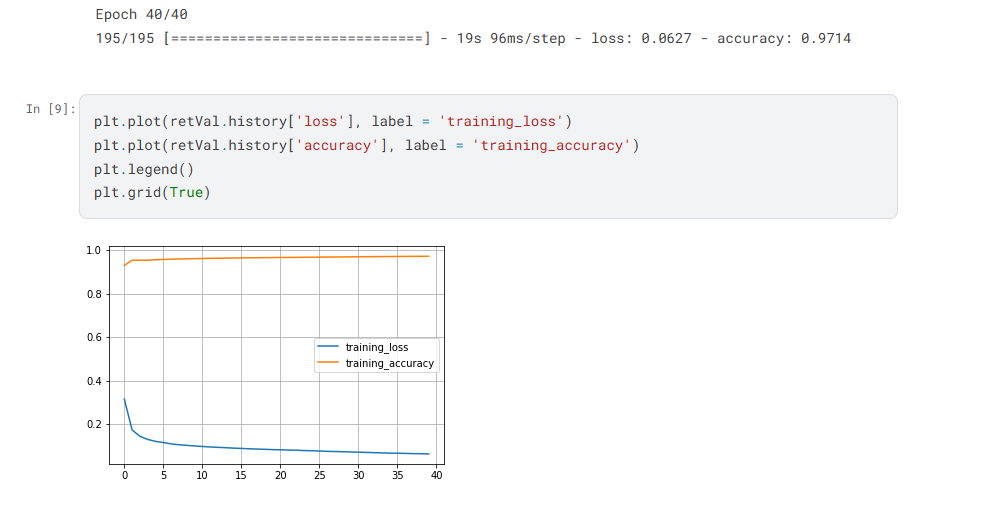 Epoch 40/40
195/195 [==============================] - 19s 96ms/step - loss: 0.0627 - accuracy: 0.9714
In [9]:
plt.plot(retVal.history['loss'], label = 'training_loss')
plt.plot(retVal.history['accuracy'], label = 'training_accuracy')
plt.legend()
plt.grid(True)
1.0
0.8
0.6
0.4
0.2
training_loss
training_accuracy
0 5 10 15 20 25 30 35 40